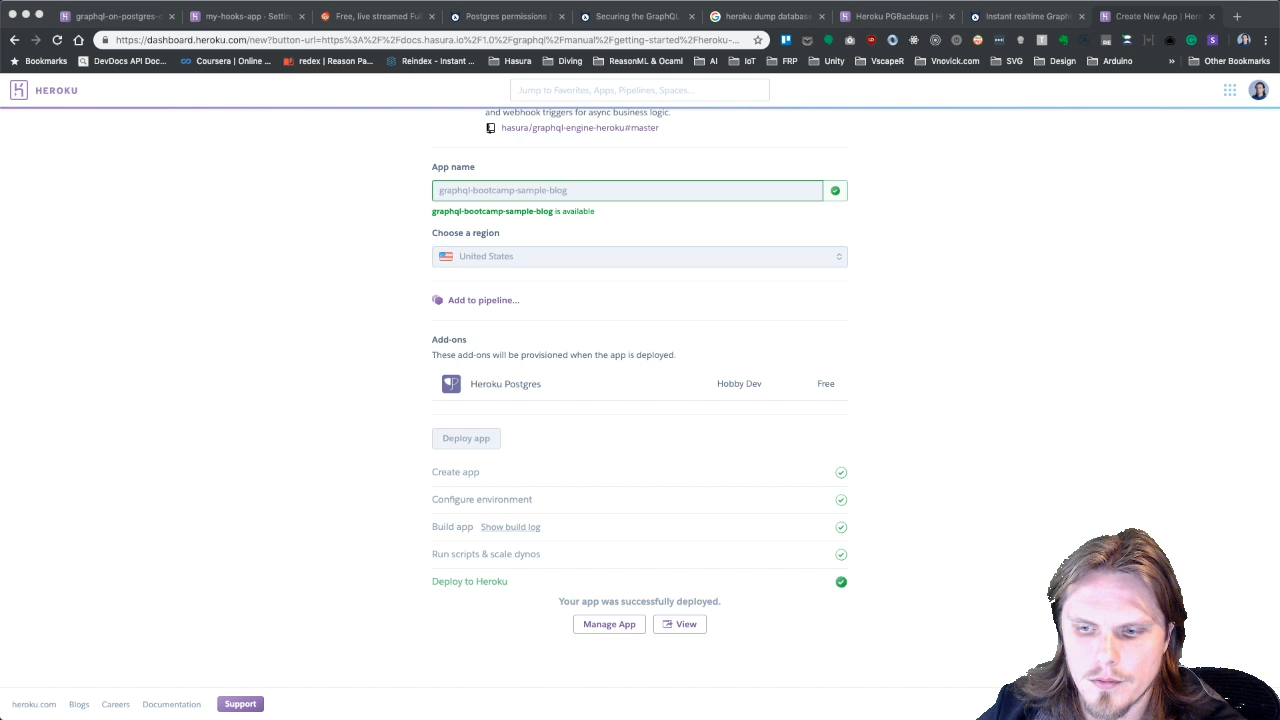 graphql-on-postgres-
my-hooks-app · Settin
Free, live streamed Full
Postgres permissions
Securing the GraphQL
heroku dump database
Heroku PGBackups | H
Instant realtime Graph
Create New App | Her
https://dashboard.heroku.com/new?button-url=https%3A%2F%2Fdocs.hasura.io%2F1.0%2Fgraphql%2Fmanual%2Fgetting-started%2Fheroku-...
Bookmarks
DevDocs API Doc...
Coursera | Online...
redex | Reason Pa...
Reindex - Instant...
Hasura
Diving
ReasonML & Ocaml
AI
IoT
FRP
Unity
VScaper
Vnovick.com
SVG
Design
Arduino
»
Other Bookmarks
HEROKU
Jump to Favorites, Apps, Pipelines, Spaces...
and webhook triggers for async business logic.
hasura/graphql-engine-heroku#master
App name
graphql-bootcamp-sample-blog
graphql-bootcamp-sample-blog is available
Choose a region
United States
Add to pipeline...
Add-ons
These add-ons will be provisioned when the app is deployed.
Heroku Postgres
Hobby Dev
Free
Deploy app
Create app
Configure environment
Build app Show build log
Run scripts & scale dynos
Deploy to Heroku
Your app was successfully deployed.
Manage App
View
heroku.com
Blogs
Careers
Documentation
Support